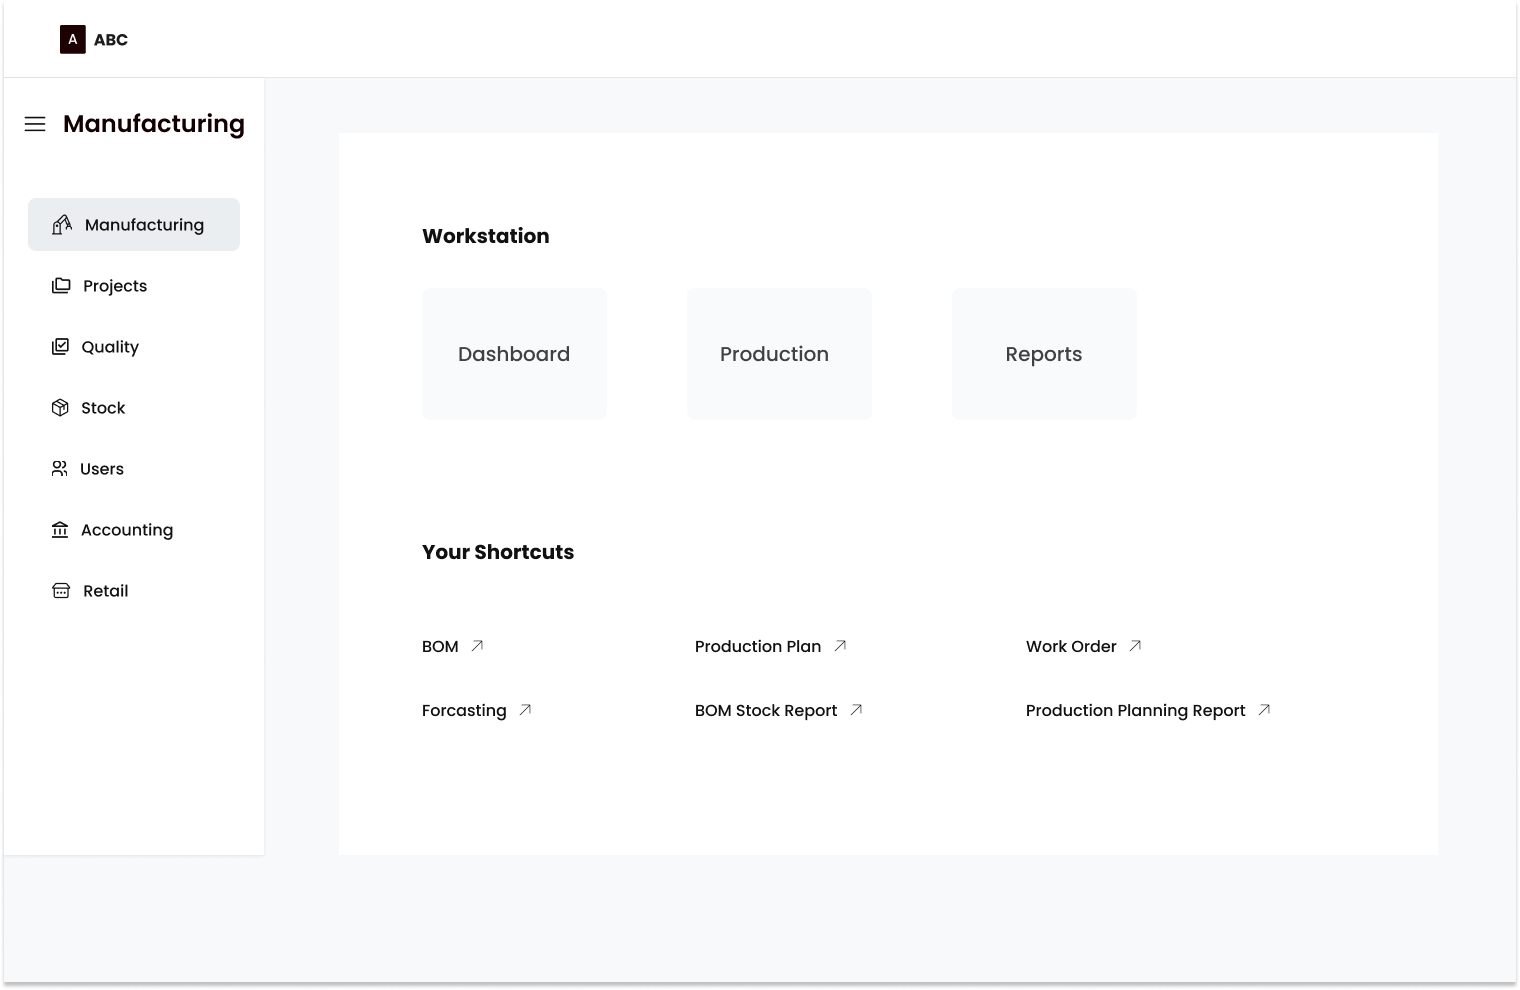 A ABC
Manufacturing
Manufacturing
Projects
Quality
Stock
Users
Accounting
Retail
Workstation
Dashboard Production Reports
Your Shortcuts
BOM Production Plan Work Order
Forcasting BOM Stock Report Production Planning Report